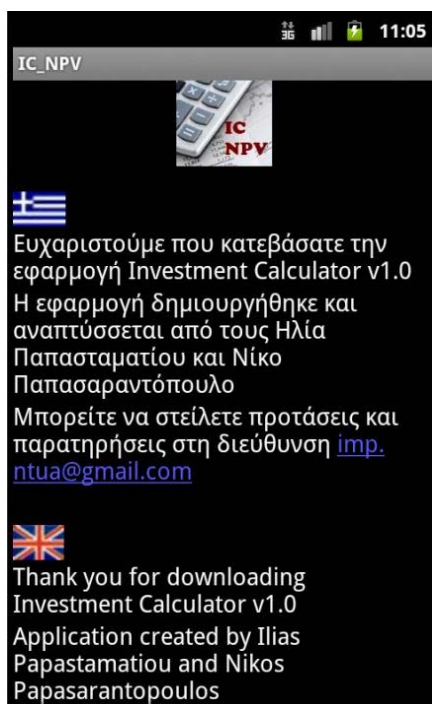 3G 11:05
IC_NPV
IC
NPV
Ευχαριστούμε που κατεβάσατε την
εφαρμογή Investment Calculator v1.0
Η εφαρμογή δημιουργήθηκε και
αναπτύσσεται από τους Ηλία
Παπασταματίου και Νίκο
Παπασαραντόπουλο
Μπορείτε να στείλετε προτάσεις και
παρατηρήσεις στη διεύθυνση imp.
ntua@gmail.com
Thank you for downloading
Investment Calculator v1.0
Application created by Ilias
Papastamatiou and Nikos
Papasarantopoulos